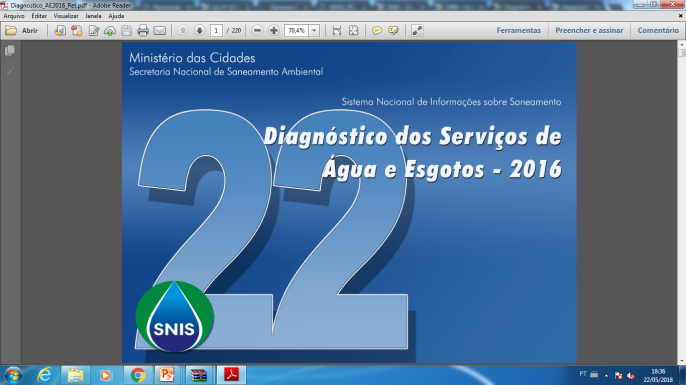 Diagnostico_AE2016_Ret.pdf - Adobe Reader
Arquivo Editar Visualizar Janela Ajuda
Abrir 1 / 220 70,4% Ferramentas Preencher e assinar Comentário
Ministério das Cidades
Secretaria Nacional de Saneamento Ambiental
Sistema Nacional de Informações sobre Saneamento
Diagnóstico dos Serviços de
Água e Esgotos - 2016
22
SNIS
PT 18:36
22/05/2018